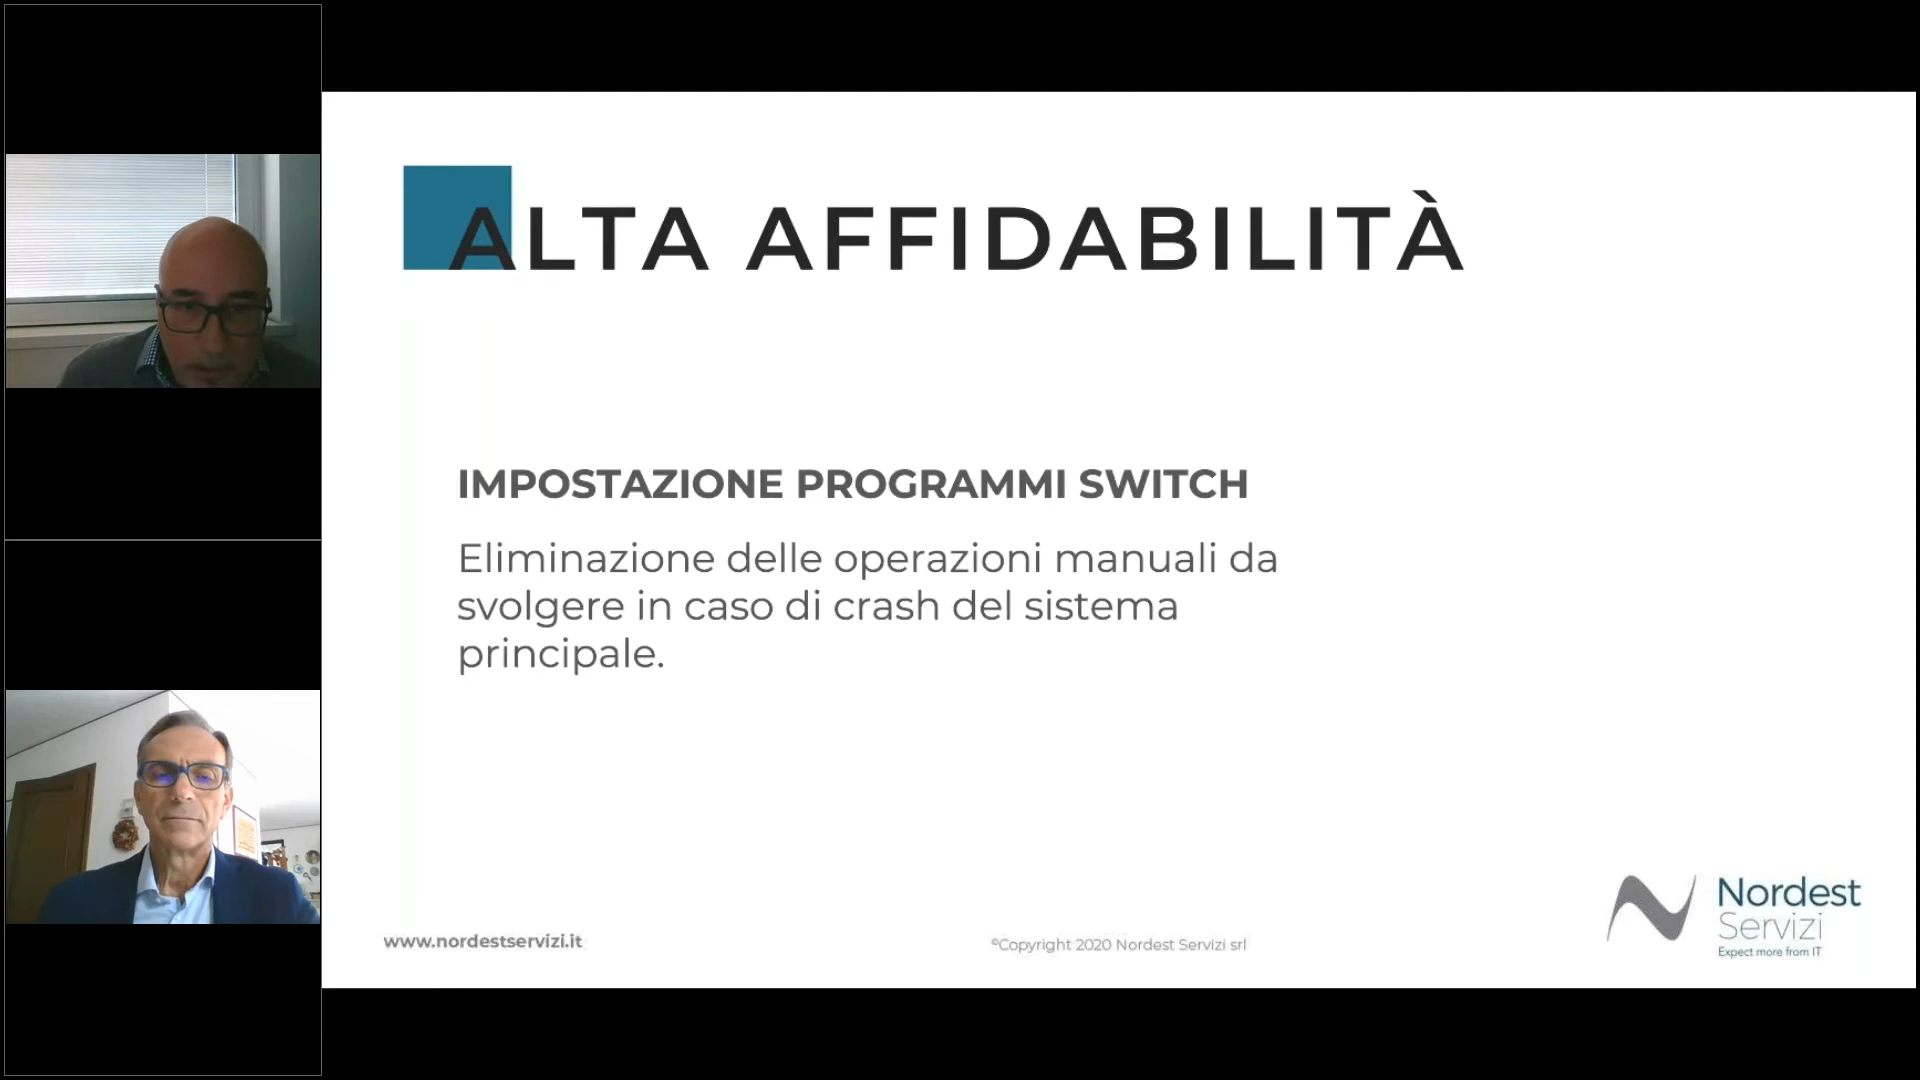 ALTA AFFIDABILITÀ
IMPOSTAZIONE PROGRAMMI SWITCH
Eliminazione delle operazioni manuali da
svolgere in caso di crash del sistema
principale.
www.nordestservizi.it
©Copyright 2020 Nordest Servizi srl
Nordest
Servizi
Expect more from IT